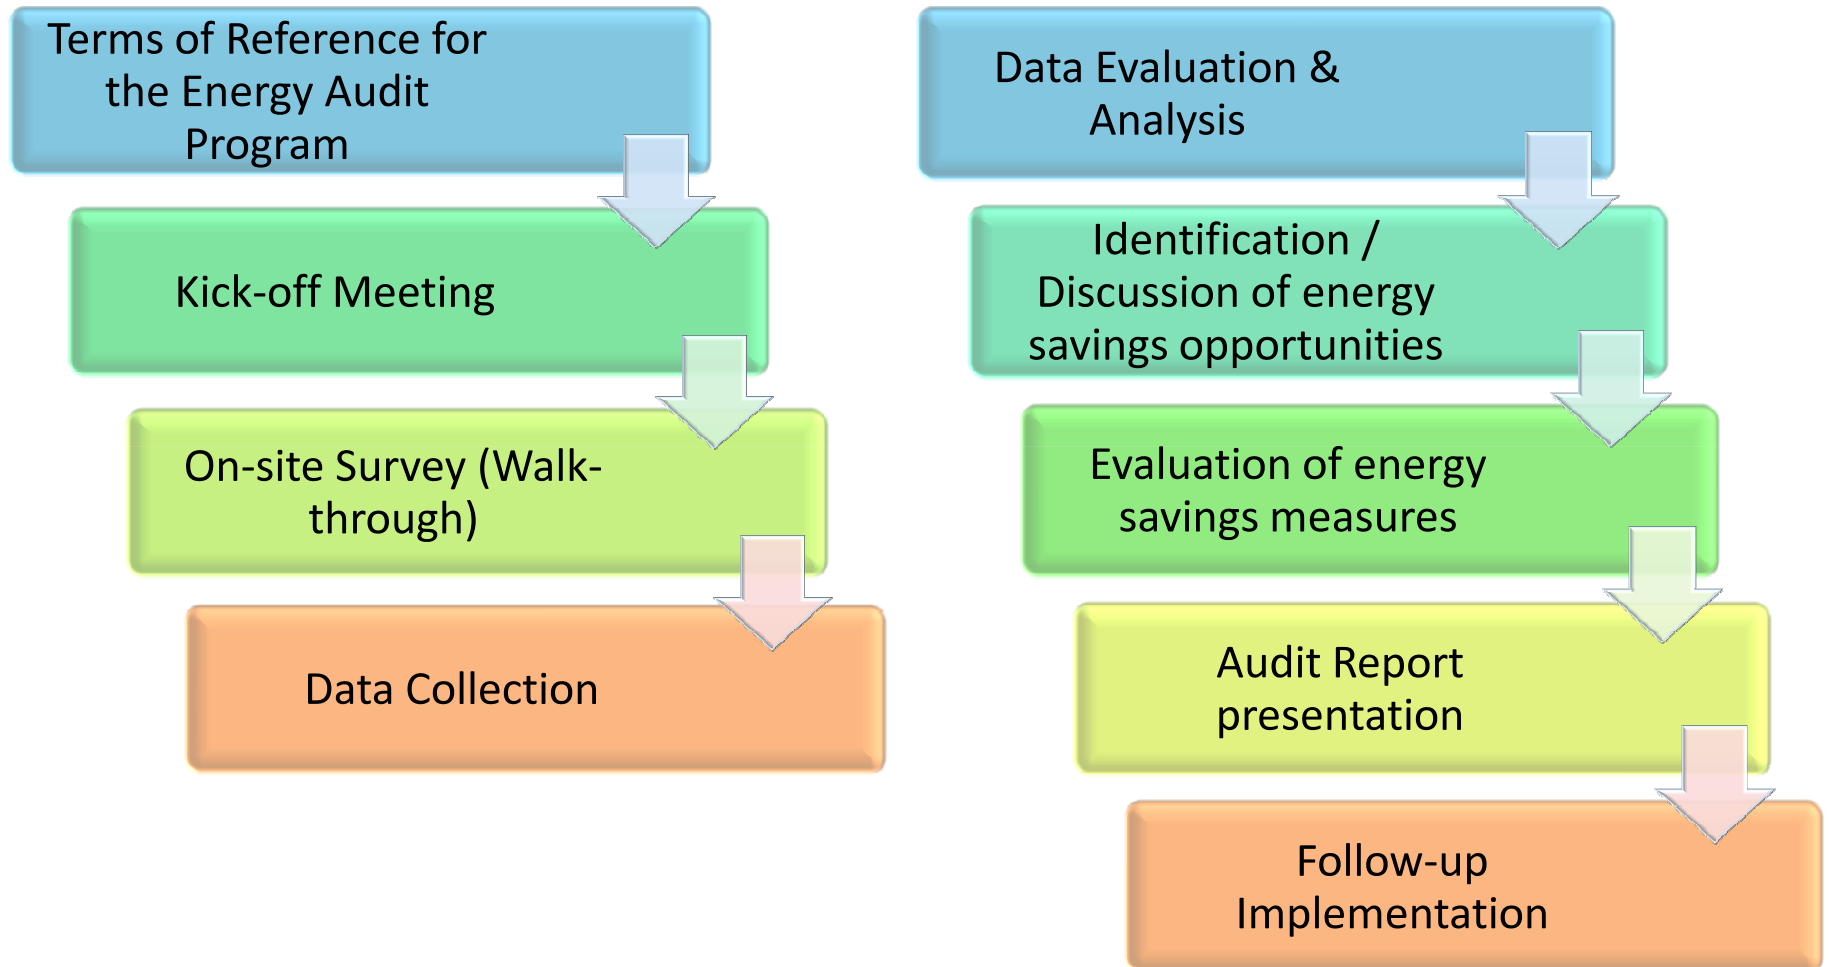 Terms of Reference for
the Energy Audit
Program
Kick-off Meeting
On-site Survey (Walk-
through)
Data Collection
Data Evaluation &
Analysis
Identification /
Discussion of energy
savings opportunities
Evaluation of energy
savings measures
Audit Report
presentation
Follow-up
Implementation